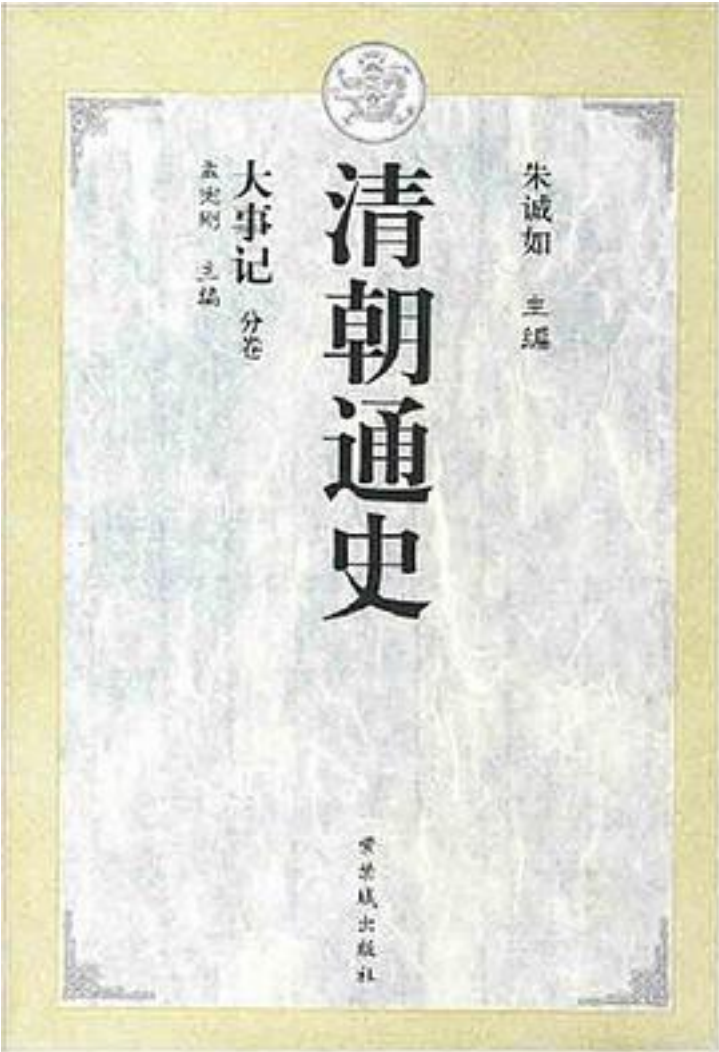 朱诚如 主编
清朝通史
大事记 分卷
孟宪刚 主编
紫禁城出版社